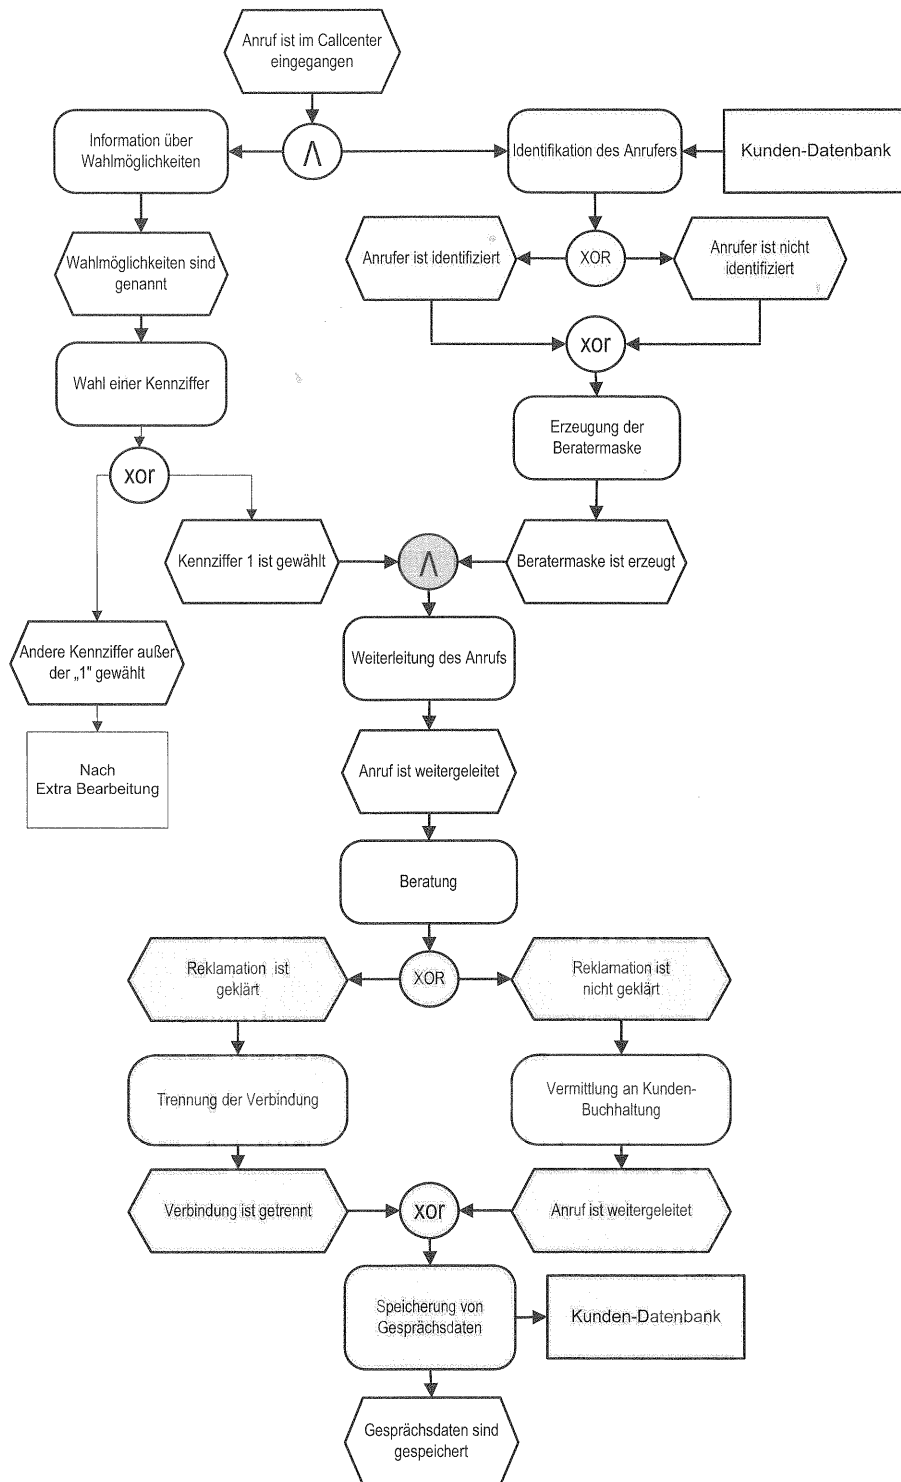 Anruf ist im Callcenter
eingegangen
Information über
Wahlmöglichkeiten
Λ
Identifikation des Anrufers
Kunden-Datenbank
Wahlmöglichkeiten sind
genannt
Anrufer ist identifiziert
XOR
Anrufer ist nicht
identifiziert
xor
Wahl einer Kennziffer
Erzeugung der
Beratermaske
xor
Kennziffer 1 ist gewählt
Λ
Beratermaske ist erzeugt
Andere Kennziffer außer
der „1" gewählt
Weiterleitung des Anrufs
Nach
Extra Bearbeitung
Anruf ist weitergeleitet
Beratung
Reklamation ist
geklärt
XOR
Reklamation ist
nicht geklärt
Trennung der Verbindung
Vermittlung an Kunden-
Buchhaltung
Verbindung ist getrennt
xor
Anruf ist weitergeleitet
Speicherung von
Gesprächsdaten
Kunden-Datenbank
Gesprächsdaten sind
gespeichert